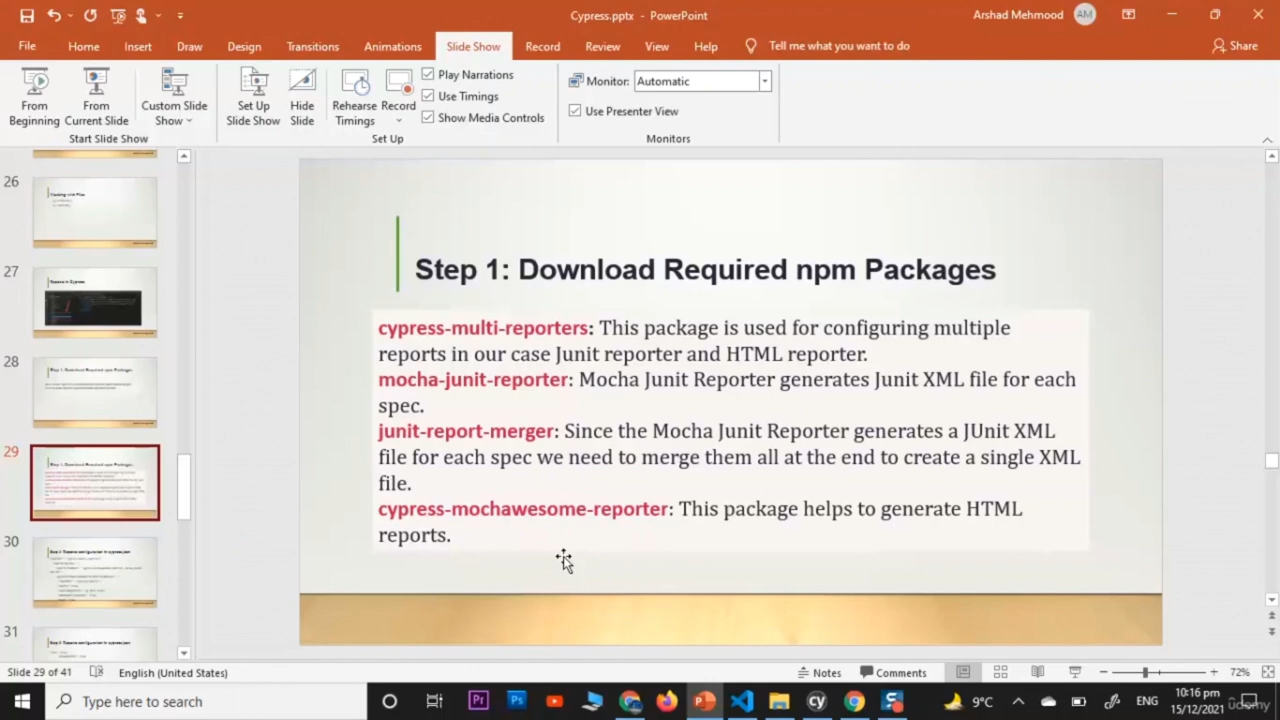 Cypress.pptx - PowerPoint
Arshad Mehmood
AM
File Home Insert Draw Design Transitions Animations Slide Show Record Review View Help Tell me what you want to do Share
From Beginning
From Current Slide
Custom Slide Show
Start Slide Show
Set Up Slide Show
Hide Slide
Rehearse Timings
Record
Play Narrations
Use Timings
Show Media Controls
Set Up
Monitor: Automatic
Use Presenter View
Monitors
26
27
28
29
30
31
Step 1: Download Required npm Packages
cypress-multi-reporters: This package is used for configuring multiple
reports in our case Junit reporter and HTML reporter.
mocha-junit-reporter: Mocha Junit Reporter generates Junit XML file for each
spec.
junit-report-merger: Since the Mocha Junit Reporter generates a JUnit XML
file for each spec we need to merge them all at the end to create a single XML
file.
cypress-mochawesome-reporter: This package helps to generate HTML
reports.
Slide 29 of 41 English (United States) Notes Comments 72%
Type here to search
Pr
Ps
cy
9°C
ENG
10:16 pm
15/12/2021
udemy